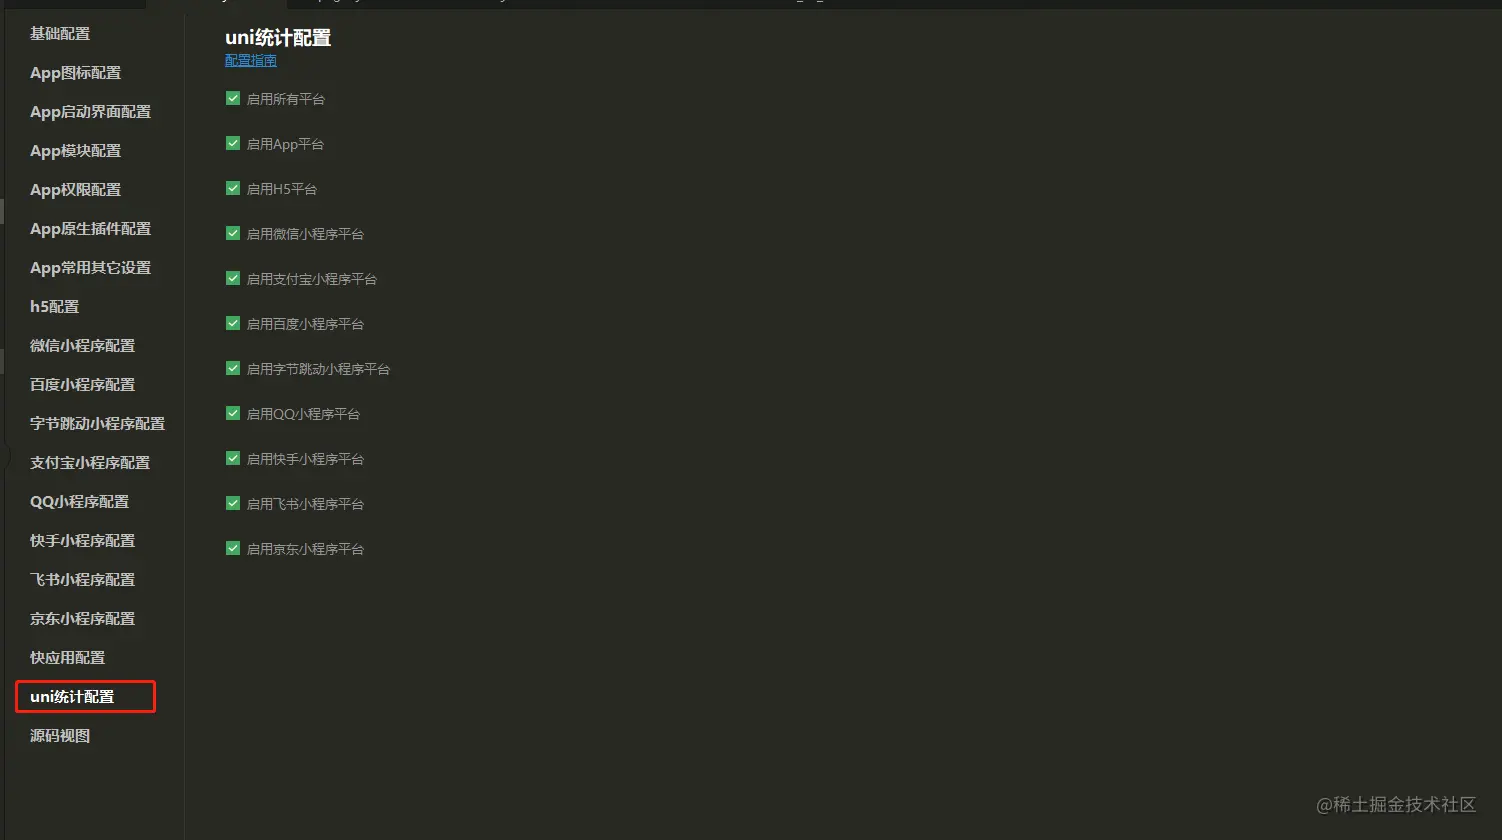 基础配置
App图标配置
App启动界面配置
App模块配置
App权限配置
App原生插件配置
App常用其它设置
h5配置
微信小程序配置
百度小程序配置
字节跳动小程序配置
支付宝小程序配置
QQ小程序配置
快手小程序配置
飞书小程序配置
京东小程序配置
快应用配置
uni统计配置
源码视图
uni统计配置
配置指南
启用所有平台
启用App平台
启用H5平台
启用微信小程序平台
启用支付宝小程序平台
启用百度小程序平台
启用字节跳动小程序平台
启用QQ小程序平台
启用快手小程序平台
启用飞书小程序平台
启用京东小程序平台
@稀土掘金技术社区